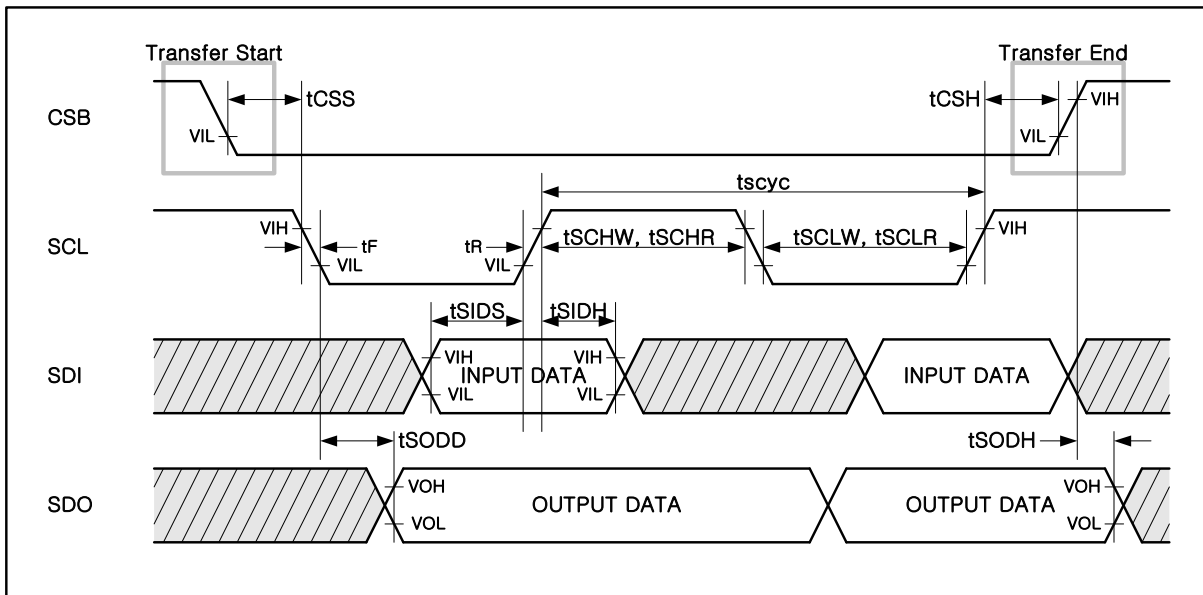 Transfer Start
Transfer End
CSB
tCSS
tCSH
VIH
VIL
VIL
tscyc
VIH
SCL
tF
tR
tSCHW, tSCHR
tSCLW, tSCLR
VIH
VIL
VIL
tSIDS
tSIDH
VIH
VIH
SDI
INPUT DATA
INPUT DATA
VIL
VIL
tSODD
tSODH
VOH
VOH
SDO
OUTPUT DATA
OUTPUT DATA
VOL
VOL